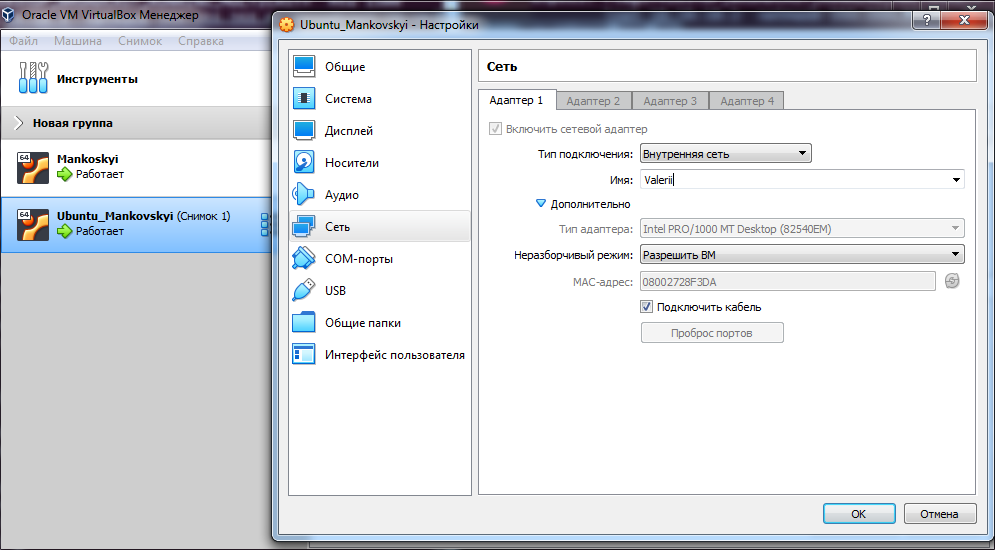 Oracle VM VirtualBox Менеджер
Файл Машина Снимок Справка
Инструменты
Новая группа
64
Mankoskyi
Работает
64
Ubuntu_Mankovskyi (Снимок 1)
Работает
Ubuntu_Mankovskyi - Настройки
?
Общие
Система
Дисплей
Носители
Аудио
Сеть
COM-порты
USB
Общие папки
Интерфейс пользователя
Сеть
Адаптер 1 Адаптер 2 Адаптер 3 Адаптер 4
Включить сетевой адаптер
Тип подключения: Внутренняя сеть
Имя: Valerii
Дополнительно
Тип адаптера: Intel PRO/1000 MT Desktop (82540EM)
Неразборчивый режим: Разрешить ВМ
MAC-адрес: 08002728F3DA
Подключить кабель
Проброс портов
OK Отмена